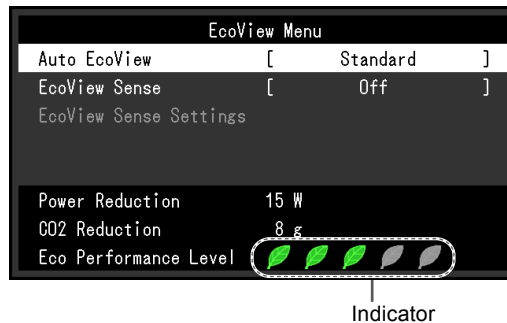 EcoView Menu
Auto EcoView [ Standard ]
EcoView Sense [ Off ]
EcoView Sense Settings
Power Reduction 15 W
CO2 Reduction 8 g
Eco Performance Level
Indicator